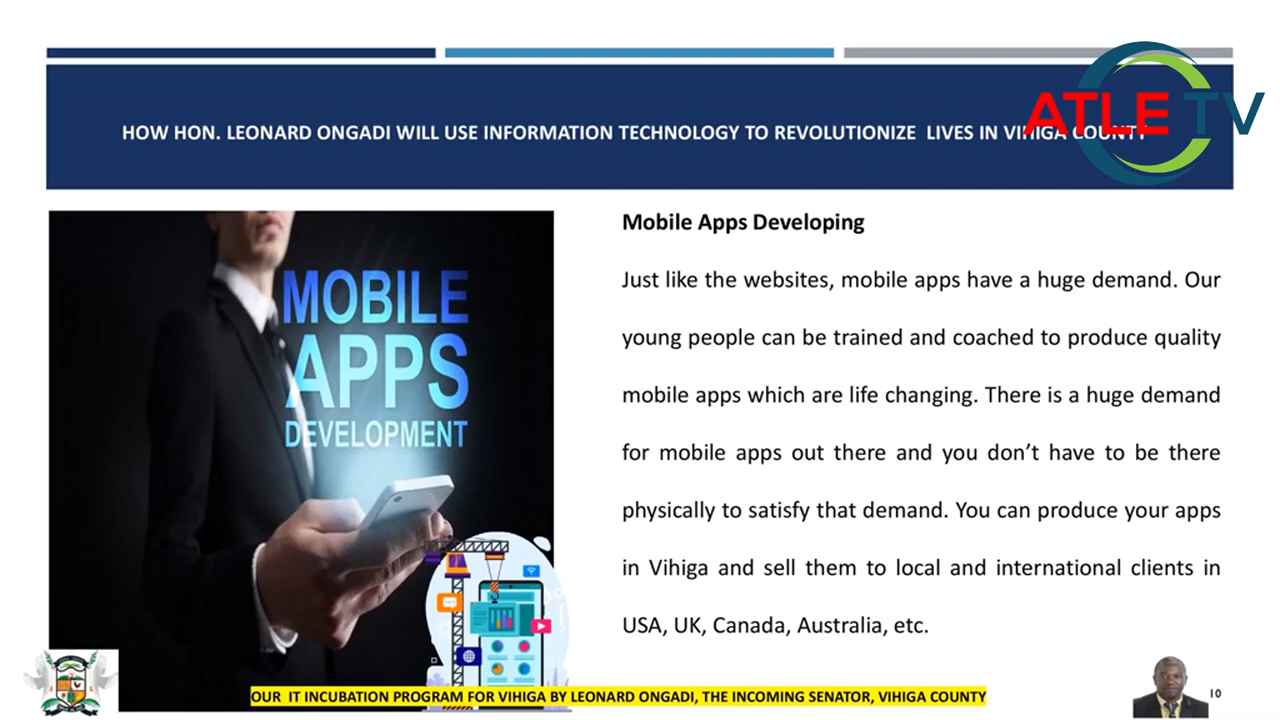 ATLE TV
HOW HON. LEONARD ONGADI WILL USE INFORMATION TECHNOLOGY TO REVOLUTIONIZE LIVES IN VIHIGA COUNTY
MOBILE
APPS
DEVELOPMENT
Mobile Apps Developing
Just like the websites, mobile apps have a huge demand. Our
young people can be trained and coached to produce quality
mobile apps which are life changing. There is a huge demand
for mobile apps out there and you don’t have to be there
physically to satisfy that demand. You can produce your apps
in Vihiga and sell them to local and international clients in
USA, UK, Canada, Australia, etc.
OUR IT INCUBATION PROGRAM FOR VIHIGA BY LEONARD ONGADI, THE INCOMING SENATOR, VIHIGA COUNTY
10